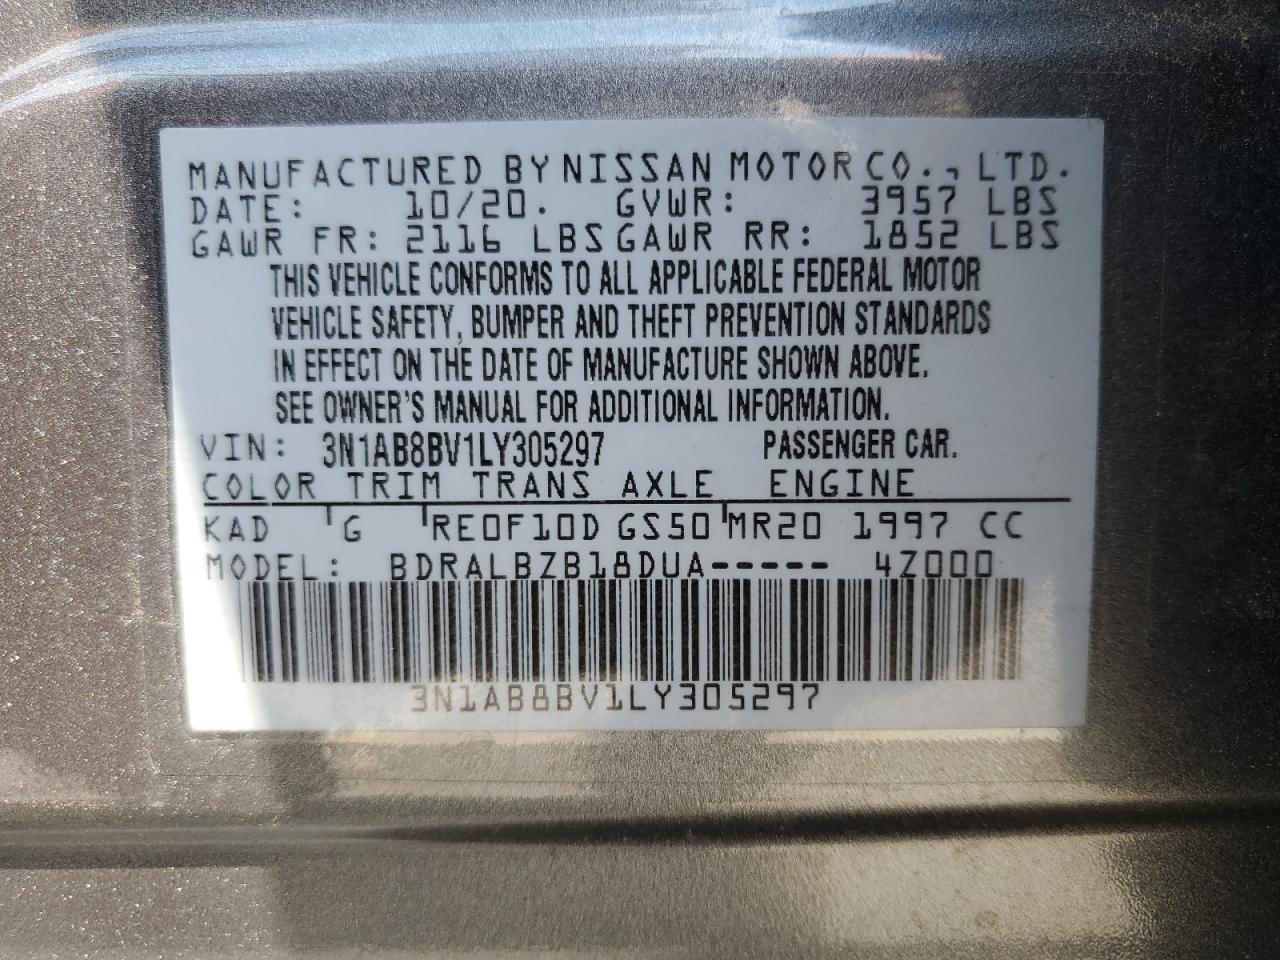 MANUFACTURED BY NISSAN MOTOR CO., LTD.
DATE: 10/20. GVWR: 3957 LBS
GAWR FR: 2116 LBS GAWR RR: 1852 LBS
THIS VEHICLE CONFORMS TO ALL APPLICABLE FEDERAL MOTOR
VEHICLE SAFETY, BUMPER AND THEFT PREVENTION STANDARDS
IN EFFECT ON THE DATE OF MANUFACTURE SHOWN ABOVE.
SEE OWNER'S MANUAL FOR ADDITIONAL INFORMATION.
VIN: 3N1AB8BV1LY305297 PASSENGER CAR.
COLOR TRIM TRANS AXLE ENGINE
KAD G RE0F10D GS50 MR20 1997 CC
MODEL: BDRALBZB18DUA----- 4Z000
3N1AB8BV1LY305297